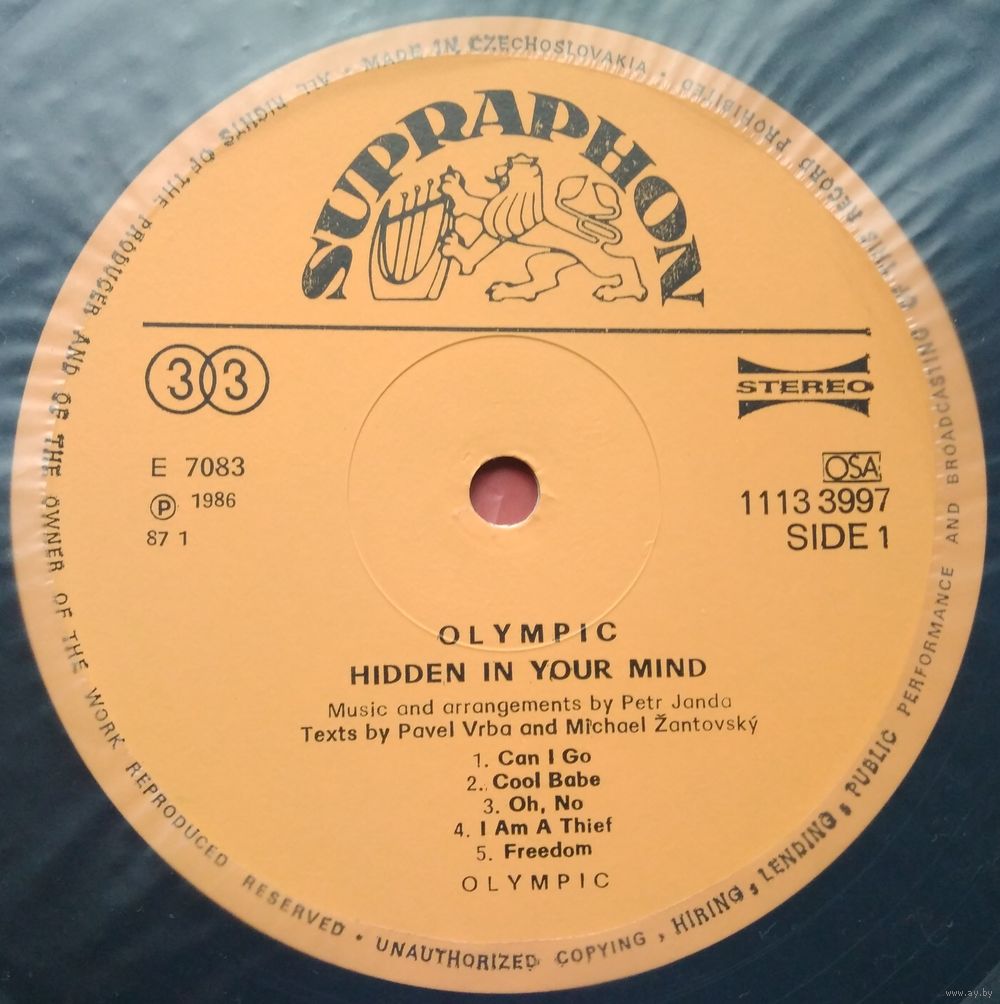 ALL RIGHTS OF THE PRODUCER AND OF THE OWNER OF THE WORK REPRODUCED RESERVED • UNAUTHORIZED COPYING, HIRING, LENDING, PUBLIC PERFORMANCE AND BROADCASTING OF THIS RECORD PROHIBITED • MADE IN CZECHOSLOVAKIA •
SUPRAPHON
33
STEREO
E 7083
Ⓟ 1986
87 1
OSA
1113 3997
SIDE 1
OLYMPIC
HIDDEN IN YOUR MIND
Music and arrangements by Petr Janda
Texts by Pavel Vrba and Michael Žantovský
1. Can I Go
2. Cool Babe
3. Oh, No
4. I Am A Thief
5. Freedom
OLYMPIC
www.ay.by